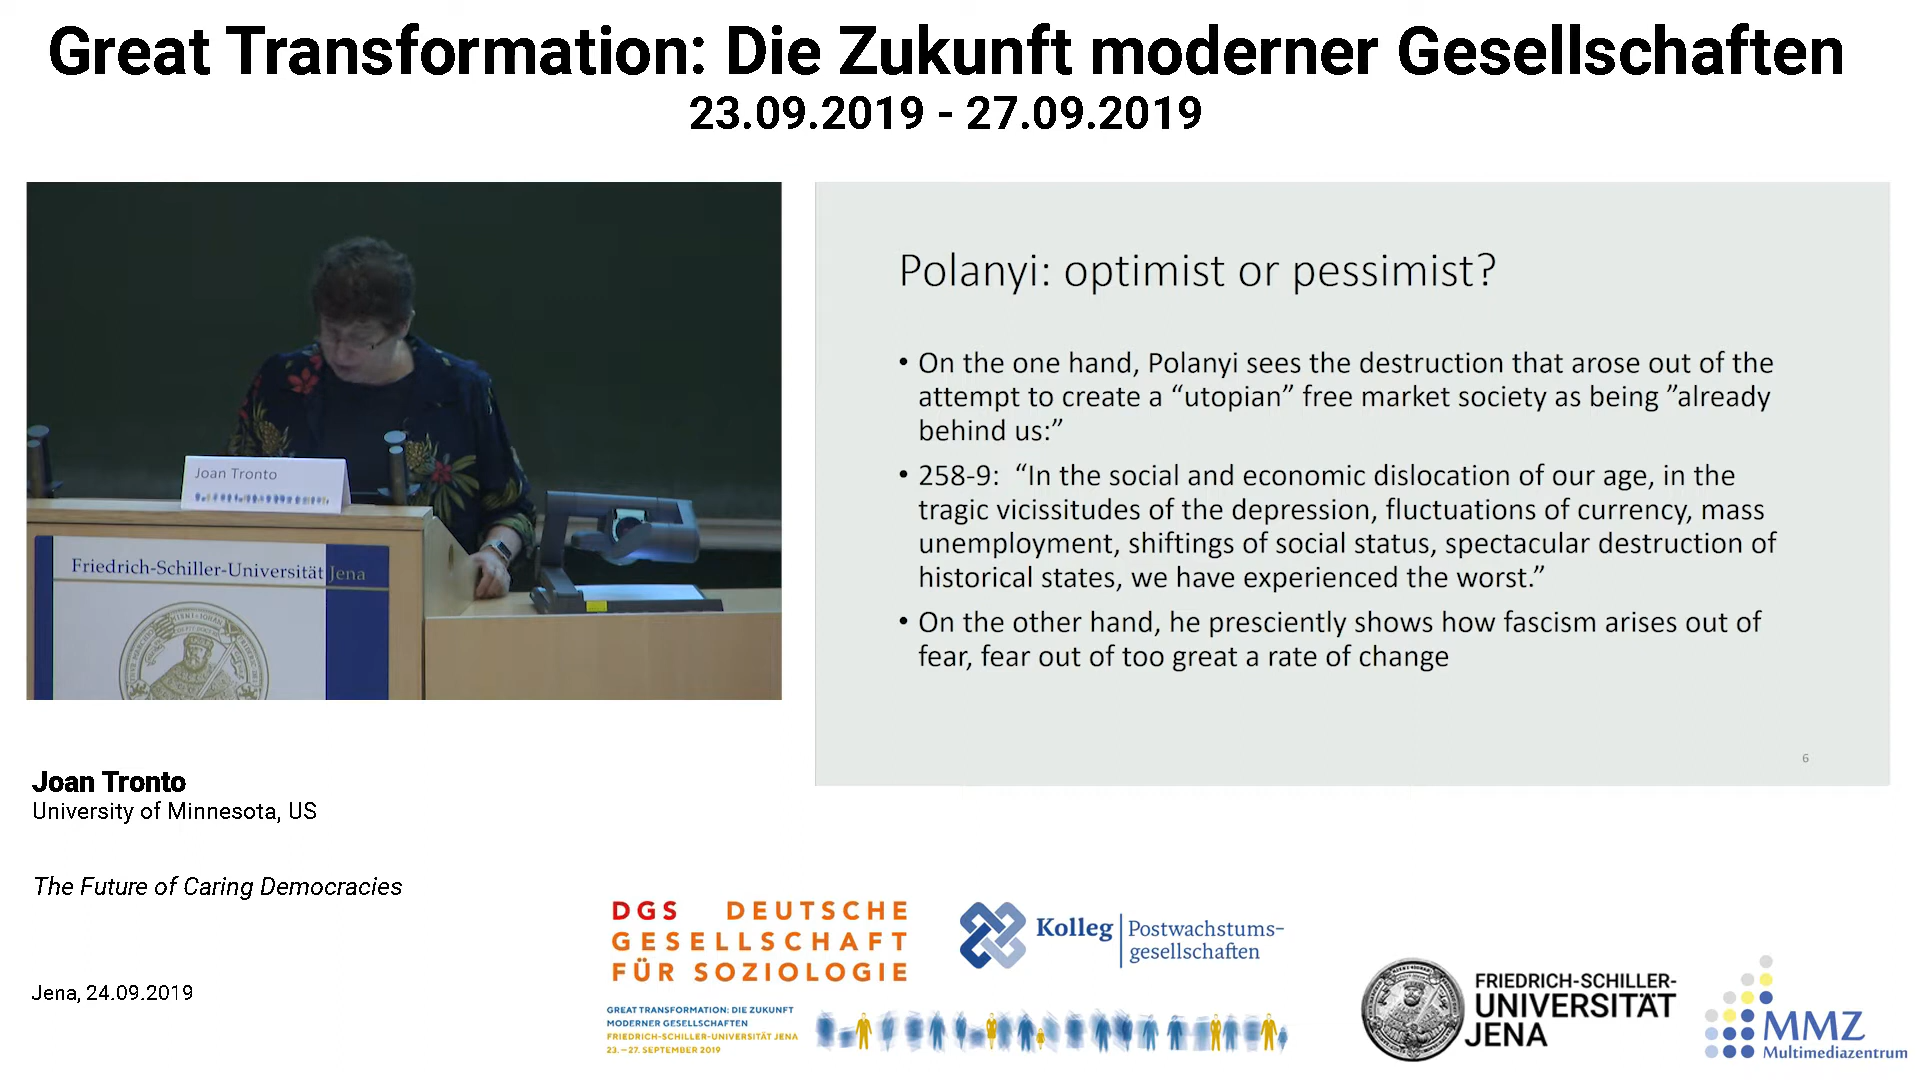 Great Transformation: Die Zukunft moderner Gesellschaften
23.09.2019 - 27.09.2019
Joan Tronto
Friedrich-Schiller-Universität Jena
Polanyi: optimist or pessimist?
• On the one hand, Polanyi sees the destruction that arose out of the
attempt to create a “utopian” free market society as being ”already
behind us:”
• 258-9:  “In the social and economic dislocation of our age, in the
tragic vicissitudes of the depression, fluctuations of currency, mass
unemployment, shiftings of social status, spectacular destruction of
historical states, we have experienced the worst.”
• On the other hand, he presciently shows how fascism arises out of
fear, fear out of too great a rate of change
6
Joan Tronto
University of Minnesota, US
The Future of Caring Democracies
Jena, 24.09.2019
DGS DEUTSCHE
GESELLSCHAFT
FÜR SOZIOLOGIE
Kolleg Postwachstums-
gesellschaften
GREAT TRANSFORMATION: DIE ZUKUNFT
MODERNER GESELLSCHAFTEN
FRIEDRICH-SCHILLER-UNIVERSITÄT JENA
23.–27. SEPTEMBER 2019
FRIEDRICH-SCHILLER-
UNIVERSITÄT
JENA
MMZ
Multimediazentrum